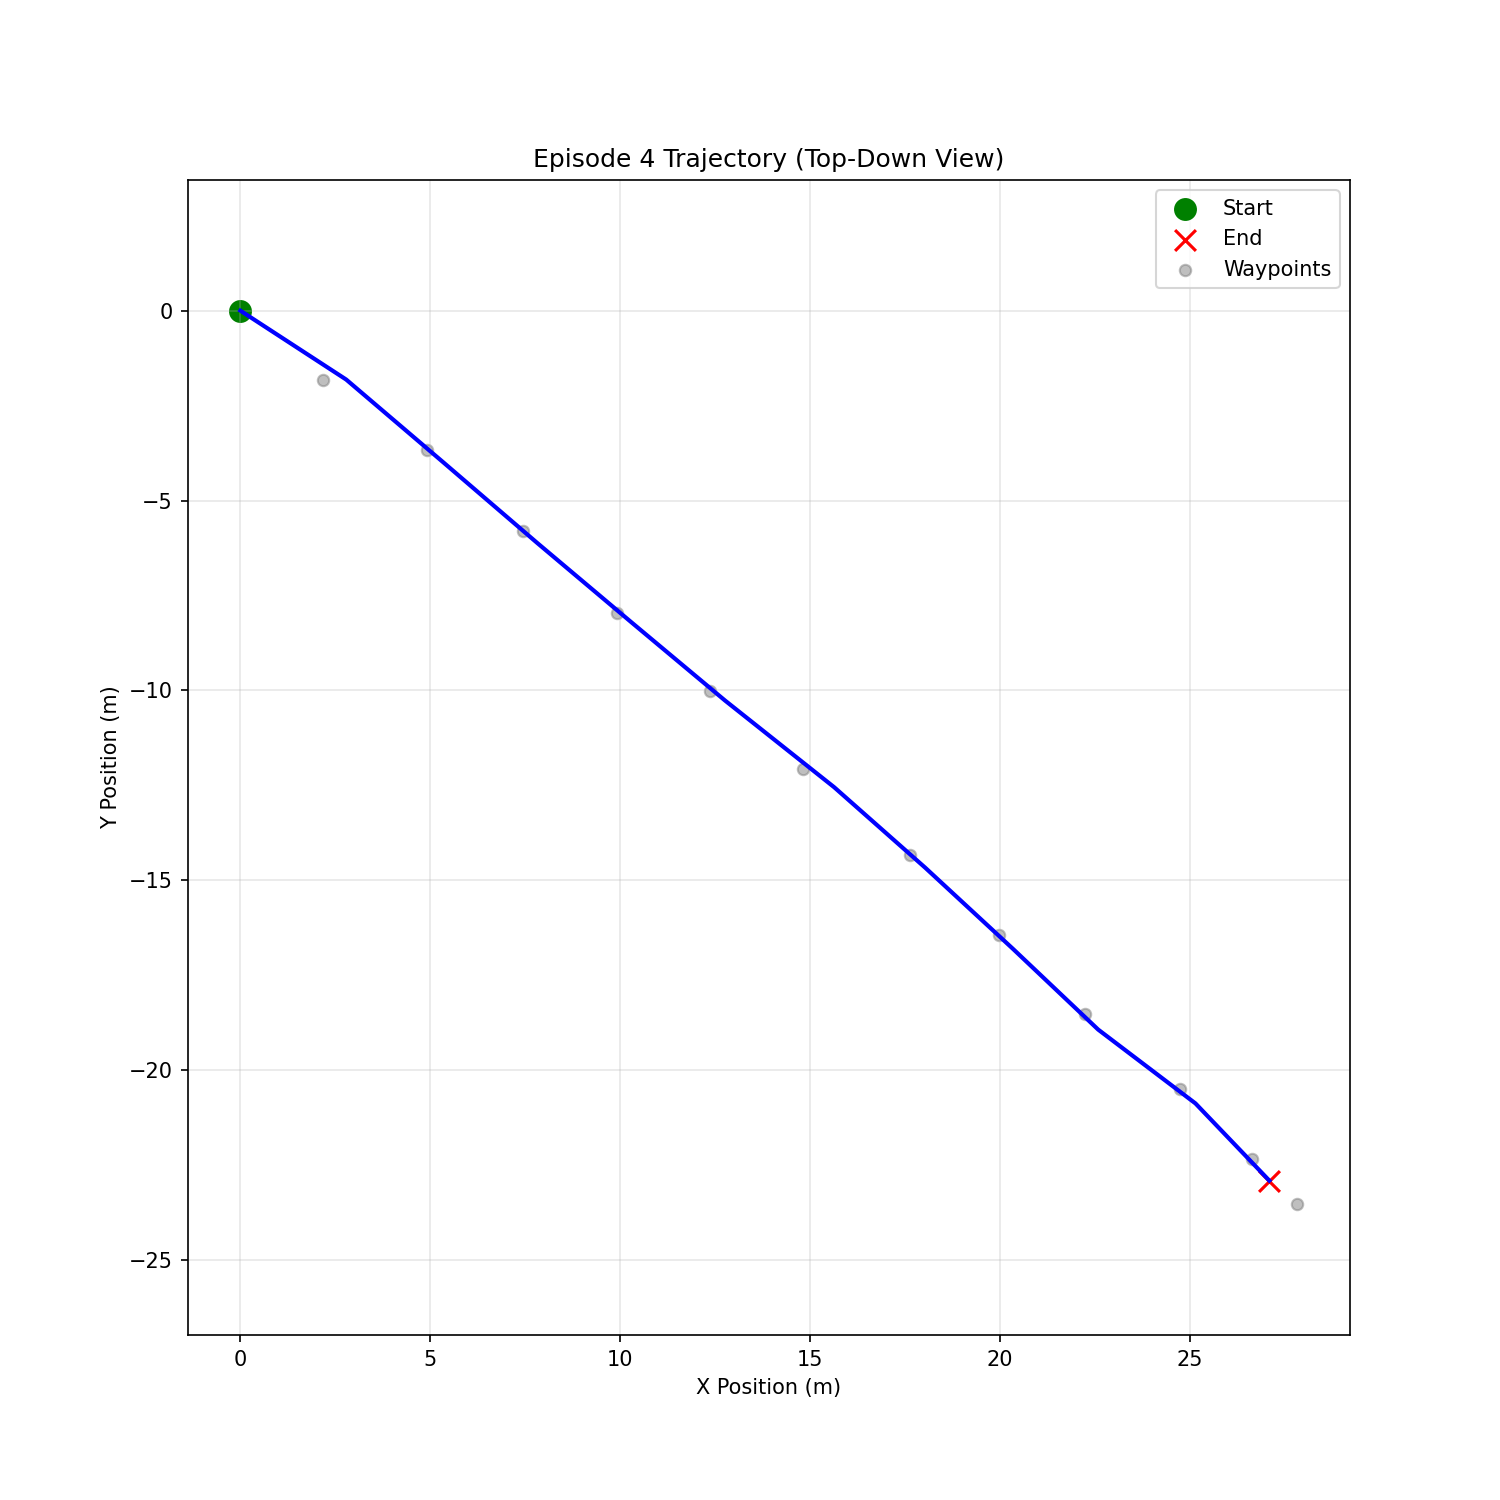 Episode 4 Trajectory (Top-Down View)
Start
End
Waypoints
0
−5
−10
−15
−20
−25
Y Position (m)
0 5 10 15 20 25
X Position (m)